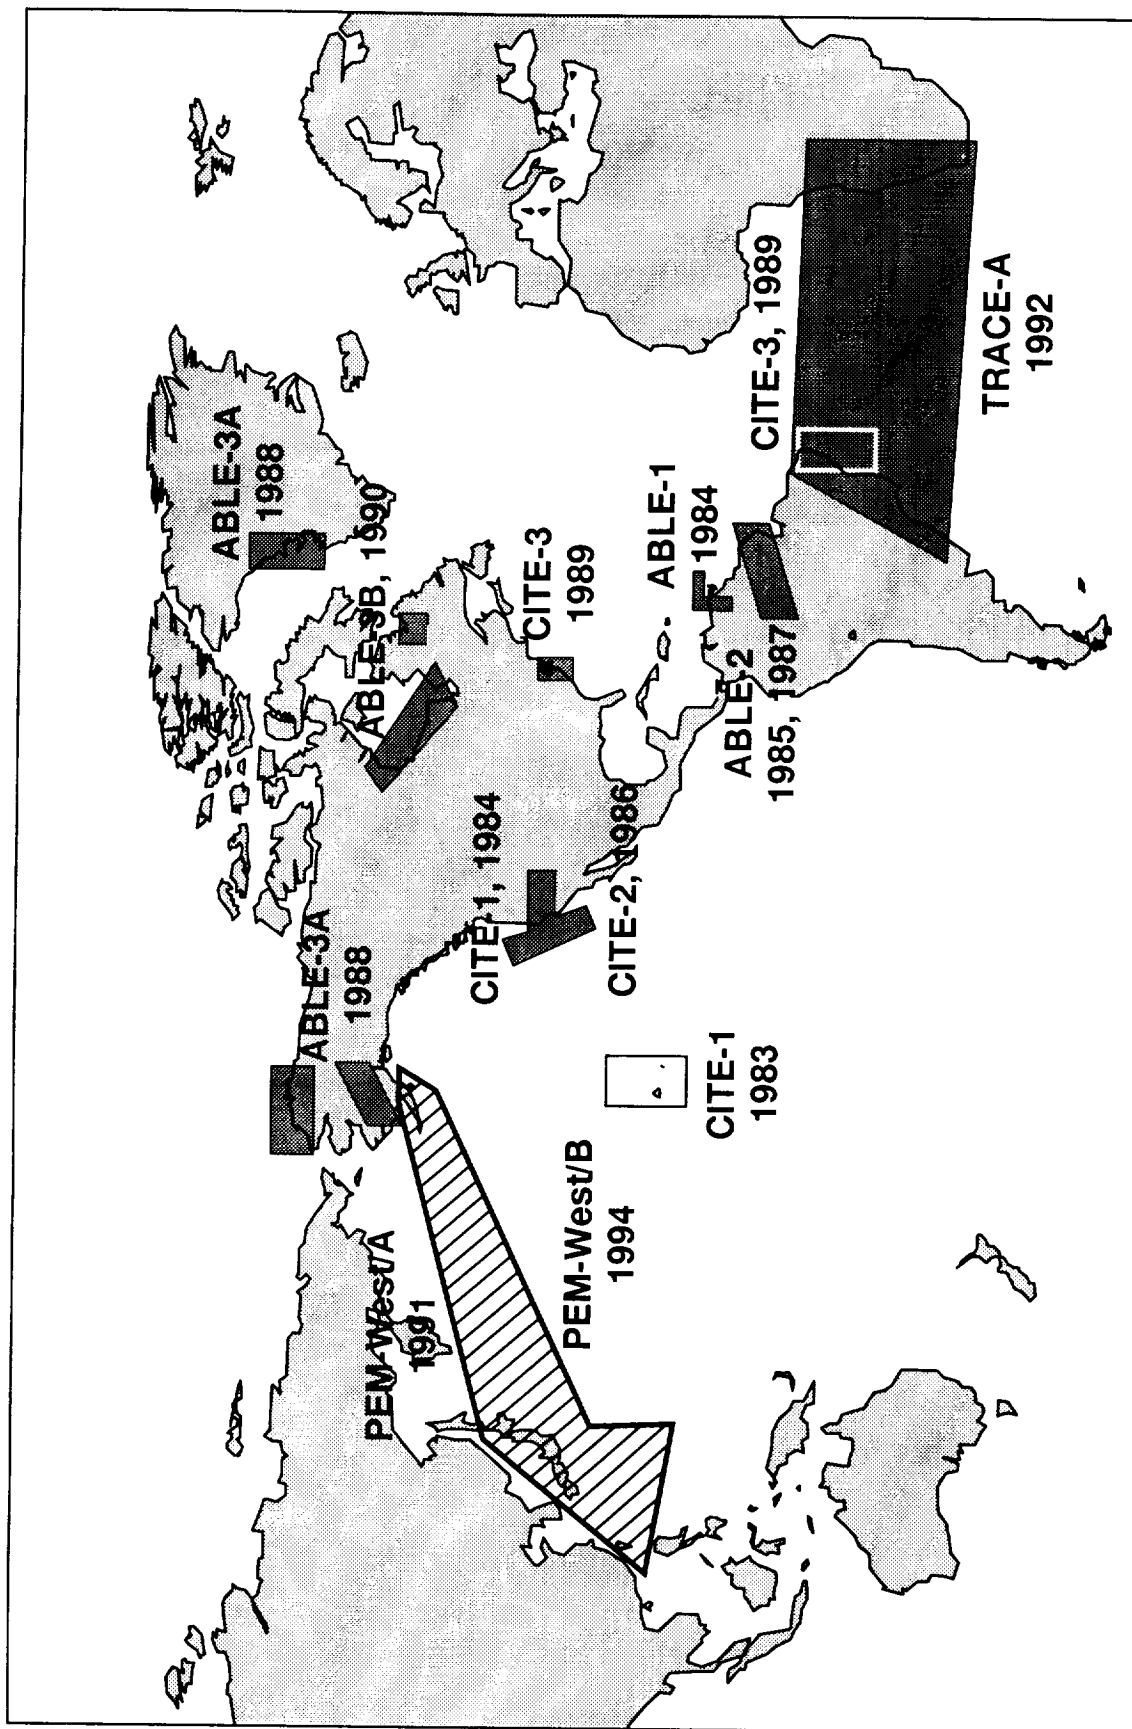 ABLE-3A
1988
ABLE-3A
1988
ABLE-3B, 1990
PEM-West/A
1991
CITE-1, 1984
CITE-3
1989
PEM-West/B
1994
CITE-2, 1986
ABLE-1
1984
CITE-1
1983
ABLE-2
1985, 1987
CITE-3, 1989
TRACE-A
1992